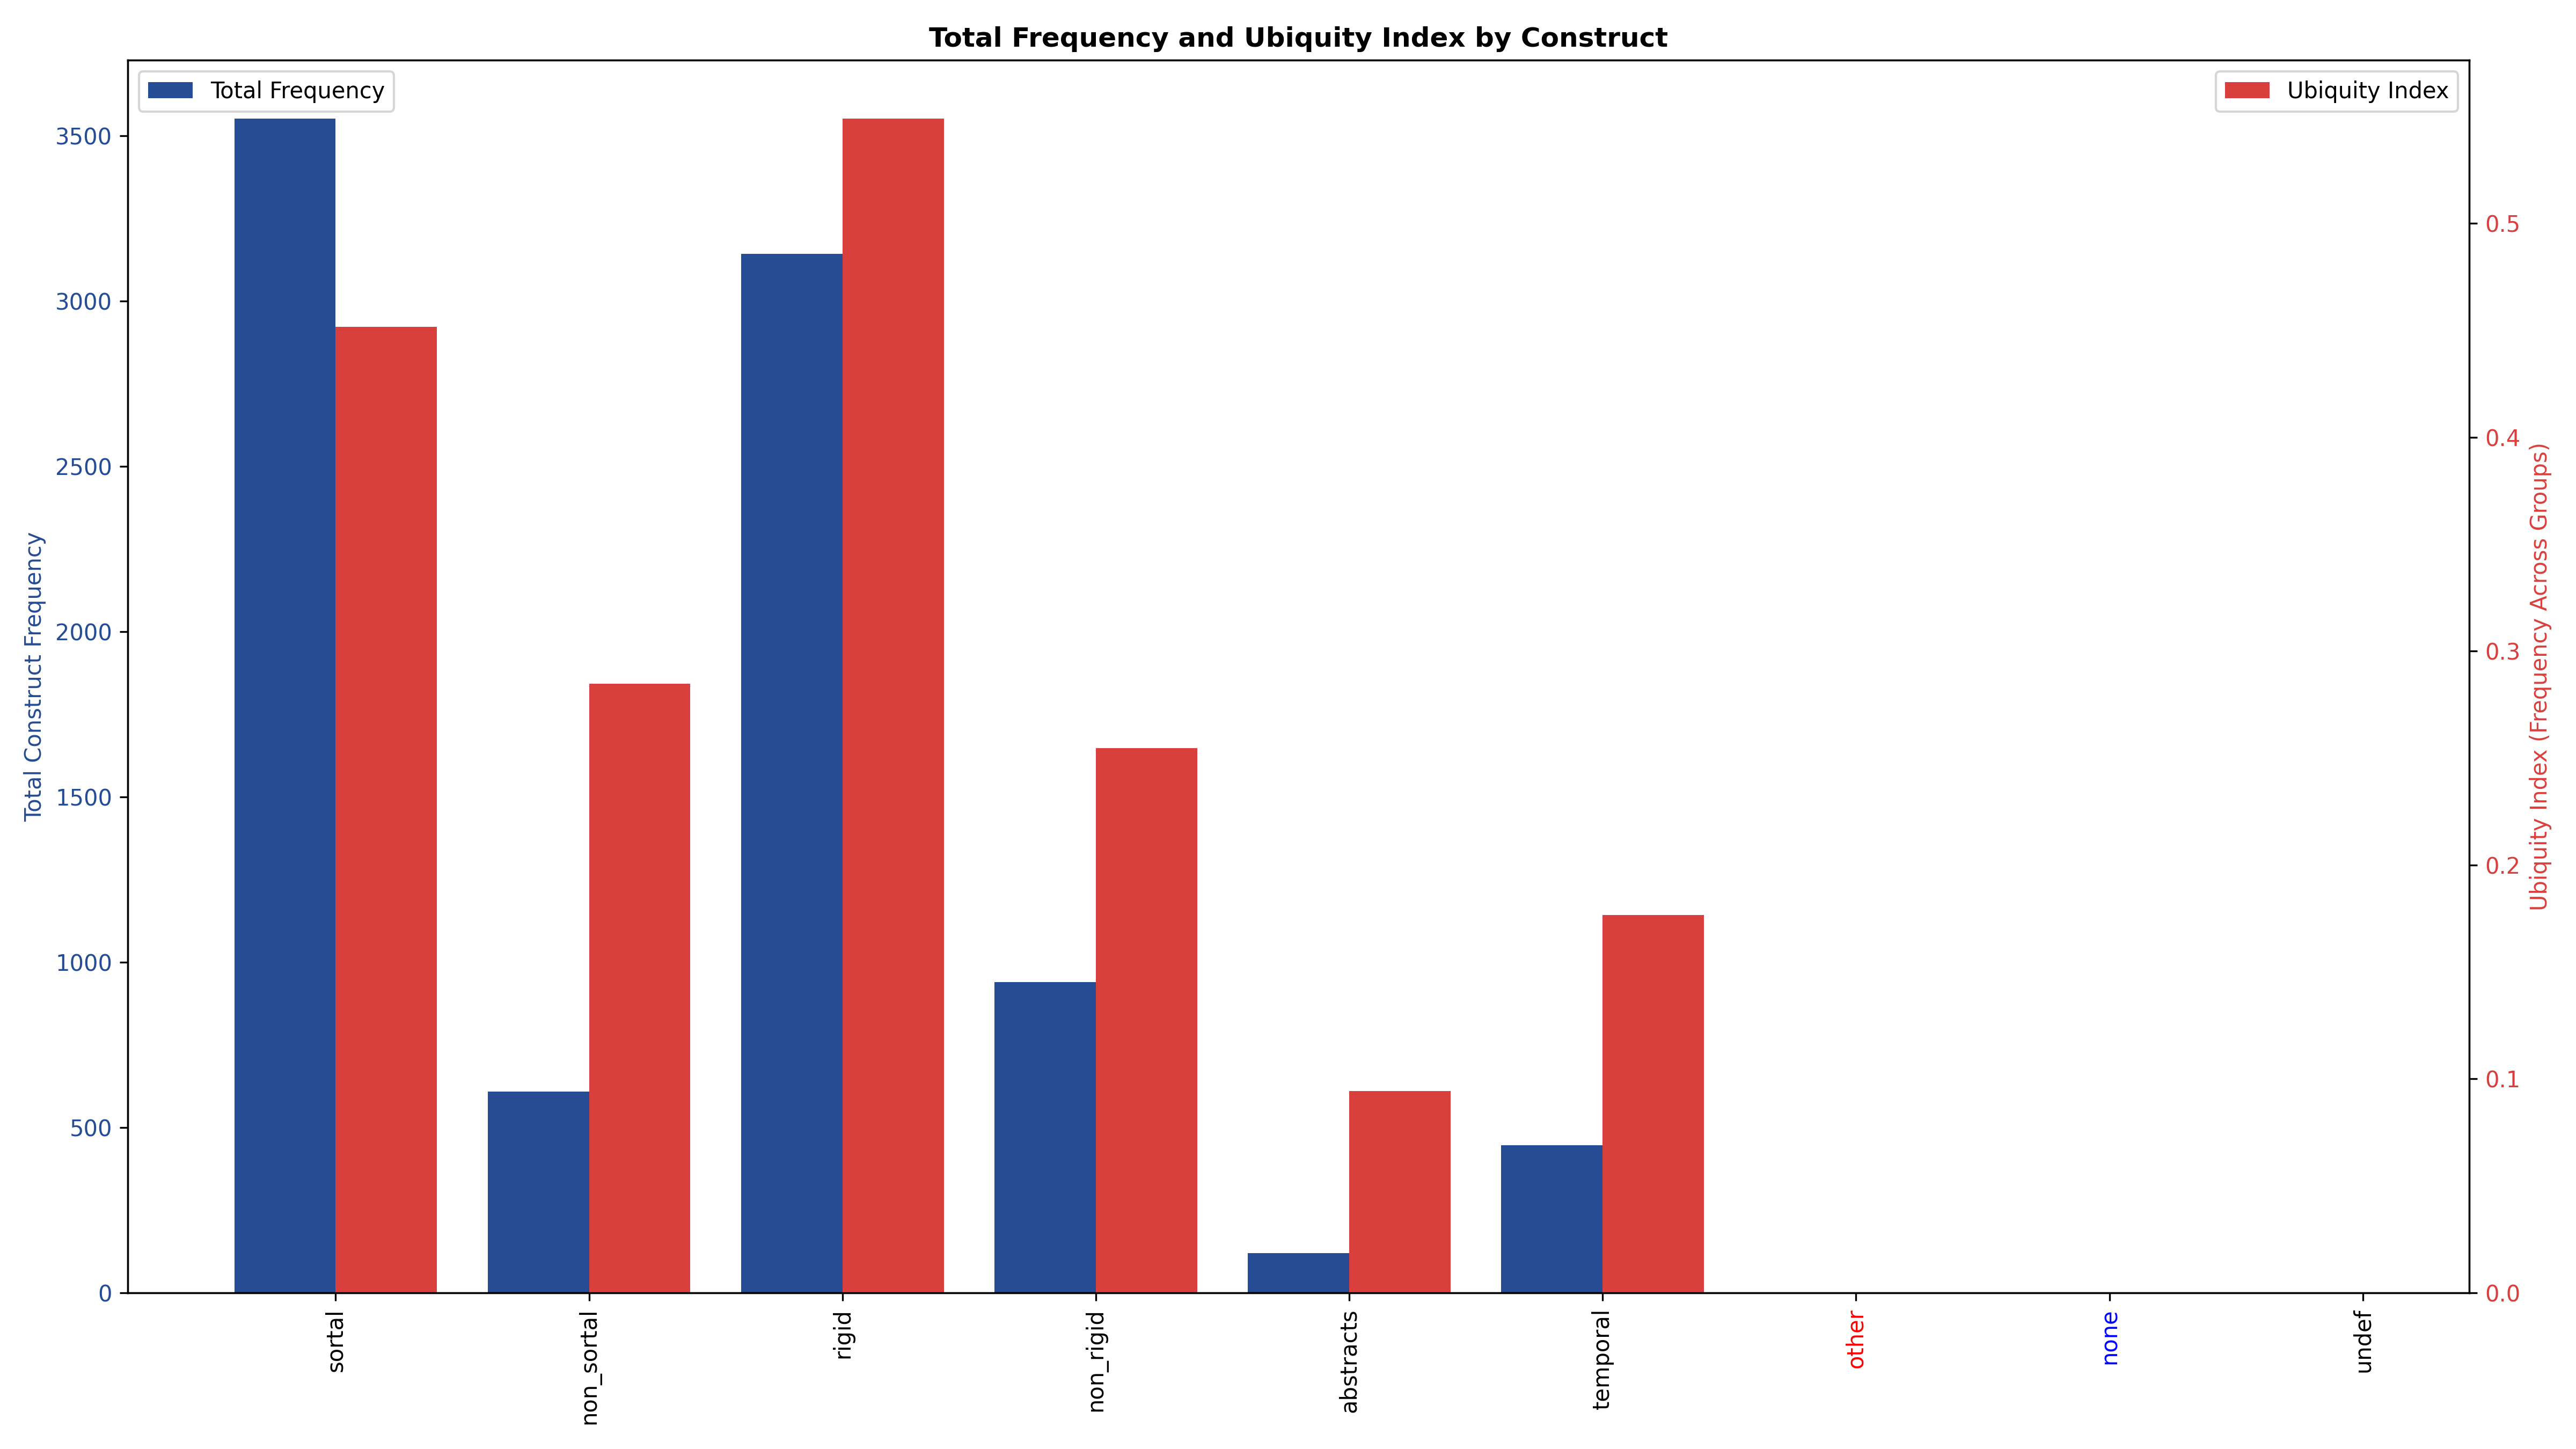 Total Frequency and Ubiquity Index by Construct
Total Frequency
Ubiquity Index
Total Construct Frequency
3500
3000
2500
2000
1500
1000
500
0
0.5
0.4
0.3
0.2
0.1
0.0
Ubiquity Index (Frequency Across Groups)
sortal
non_sortal
rigid
non_rigid
abstracts
temporal
other
none
undef